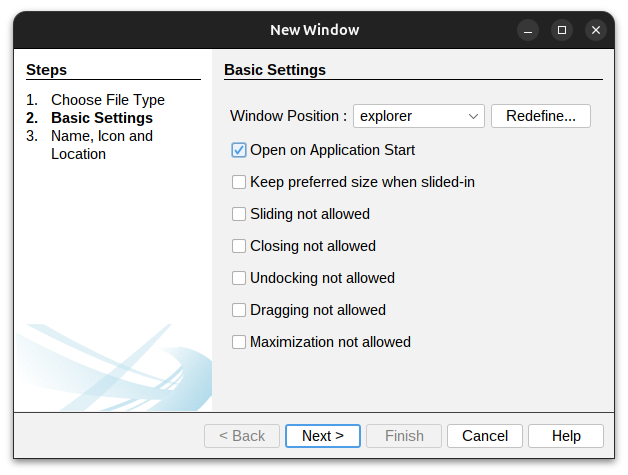 New Window
Steps
1. Choose File Type
2. Basic Settings
3. Name, Icon and
Location
Basic Settings
Window Position : explorer Redefine...
Open on Application Start
Keep preferred size when slided-in
Sliding not allowed
Closing not allowed
Undocking not allowed
Dragging not allowed
Maximization not allowed
< Back Next > Finish Cancel Help